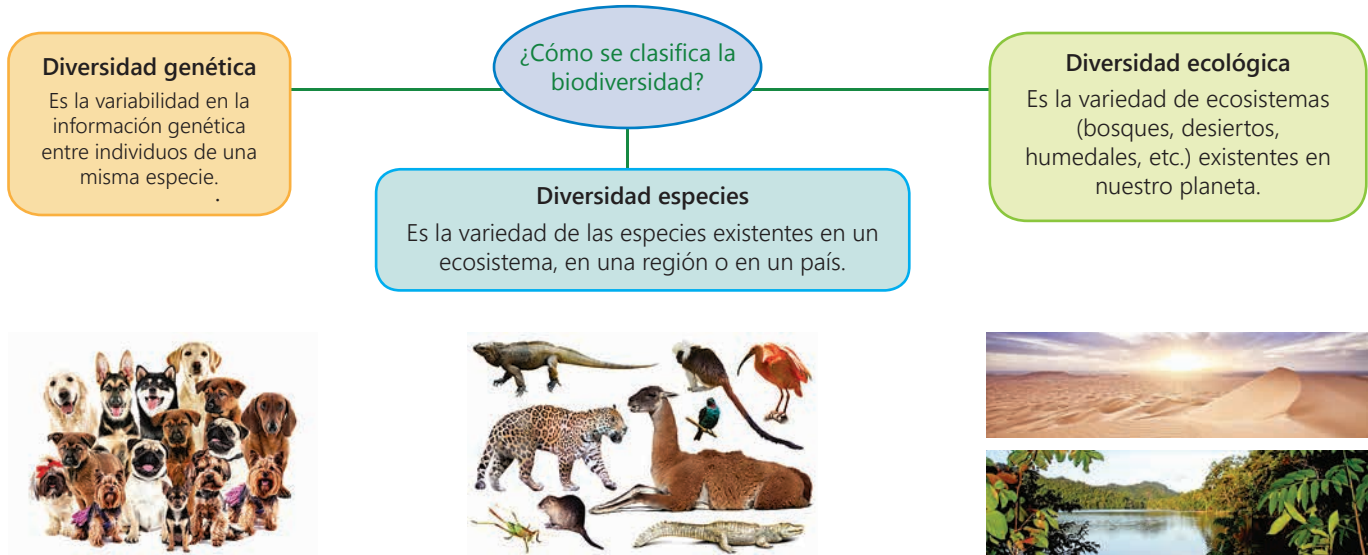 ¿Cómo se clasifica la
biodiversidad?
Diversidad genética
Es la variabilidad en la
información genética
entre individuos de una
misma especie.
.
Diversidad especies
Es la variedad de las especies existentes en un
ecosistema, en una región o en un país.
Diversidad ecológica
Es la variedad de ecosistemas
(bosques, desiertos,
humedales, etc.) existentes en
nuestro planeta.